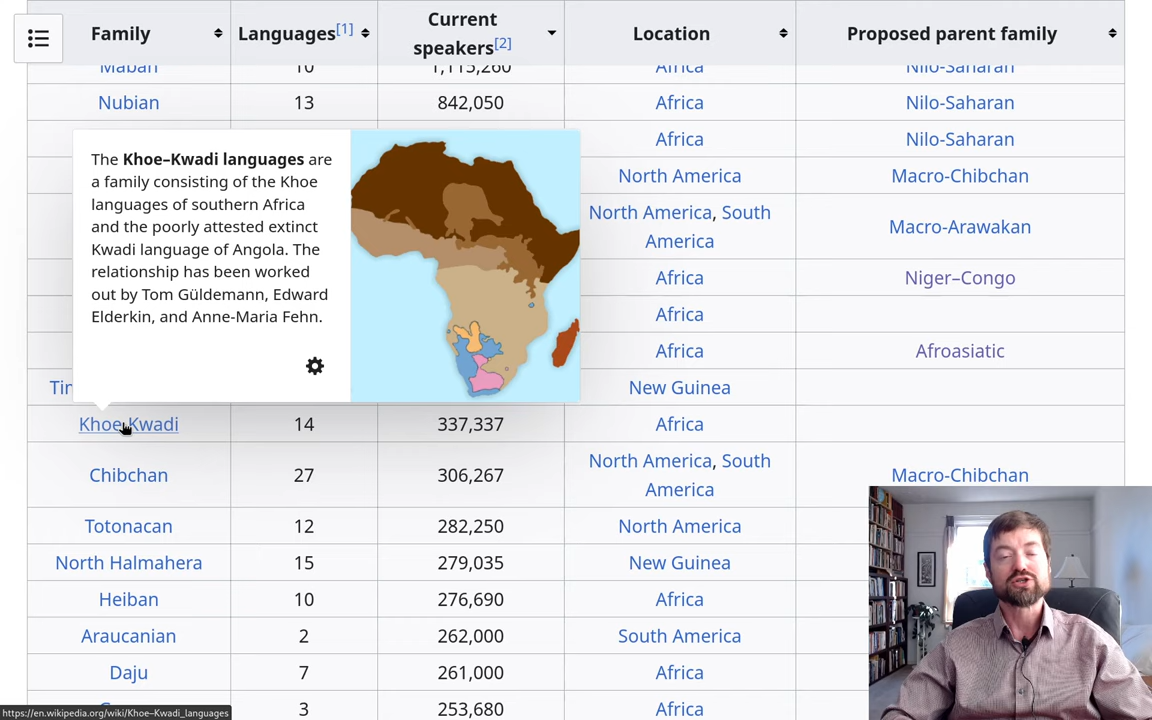 Family
Languages[1]
Current
speakers[2]
Location
Proposed parent family
Maban 10 1,115,260 Africa Nilo-Saharan
Nubian 13 842,050 Africa Nilo-Saharan
Africa Nilo-Saharan
North America Macro-Chibchan
North America, South
America
Macro-Arawakan
Africa Niger–Congo
Africa
Africa Afroasiatic
New Guinea
The Khoe–Kwadi languages are
a family consisting of the Khoe
languages of southern Africa
and the poorly attested extinct
Kwadi language of Angola. The
relationship has been worked
out by Tom Güldemann, Edward
Elderkin, and Anne-Maria Fehn.
Khoe-Kwadi 14 337,337 Africa
Chibchan 27 306,267
North America, South
America
Macro-Chibchan
Totonacan 12 282,250 North America
North Halmahera 15 279,035 New Guinea
Heiban 10 276,690 Africa
Araucanian 2 262,000 South America
Daju 7 261,000 Africa
3 253,680 Africa
https://en.wikipedia.org/wiki/Khoe–Kwadi_languages